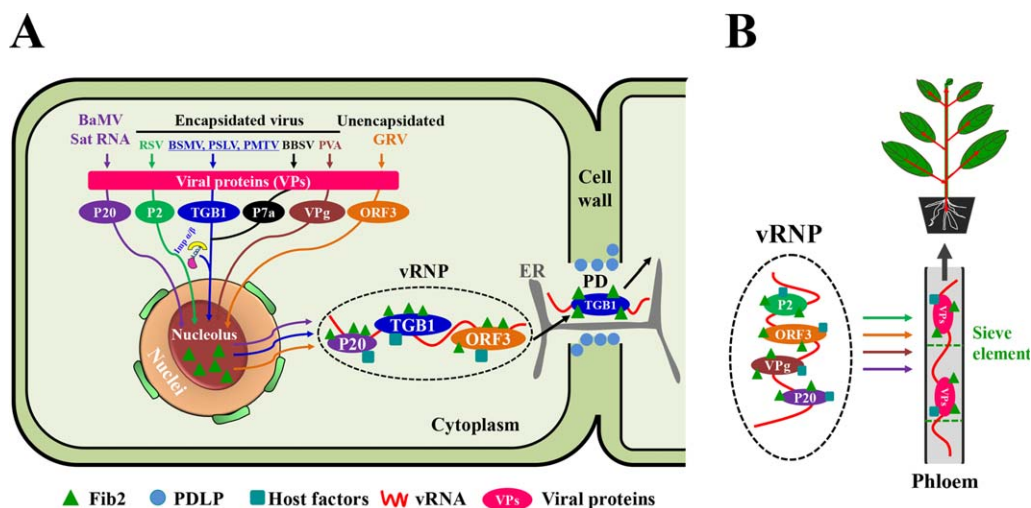 A
BaMV
Sat RNA
Encapsidated virus
Unencapsidated
RSV BSMV, PSLV, PMTV BBSV PVA
GRV
Viral proteins (VPs)
P20 P2 TGB1 P7a VPg ORF3
Imp α/β
Nucleolus
Nuclei
vRNP
P20 TGB1 ORF3
Cytoplasm
Cell
wall
ER
PD
TGB1
B
vRNP
P2
ORF3
VPg
P20
VPs
VPs
Sieve
element
Phloem
Fib2 PDLP Host factors vRNA VPs Viral proteins